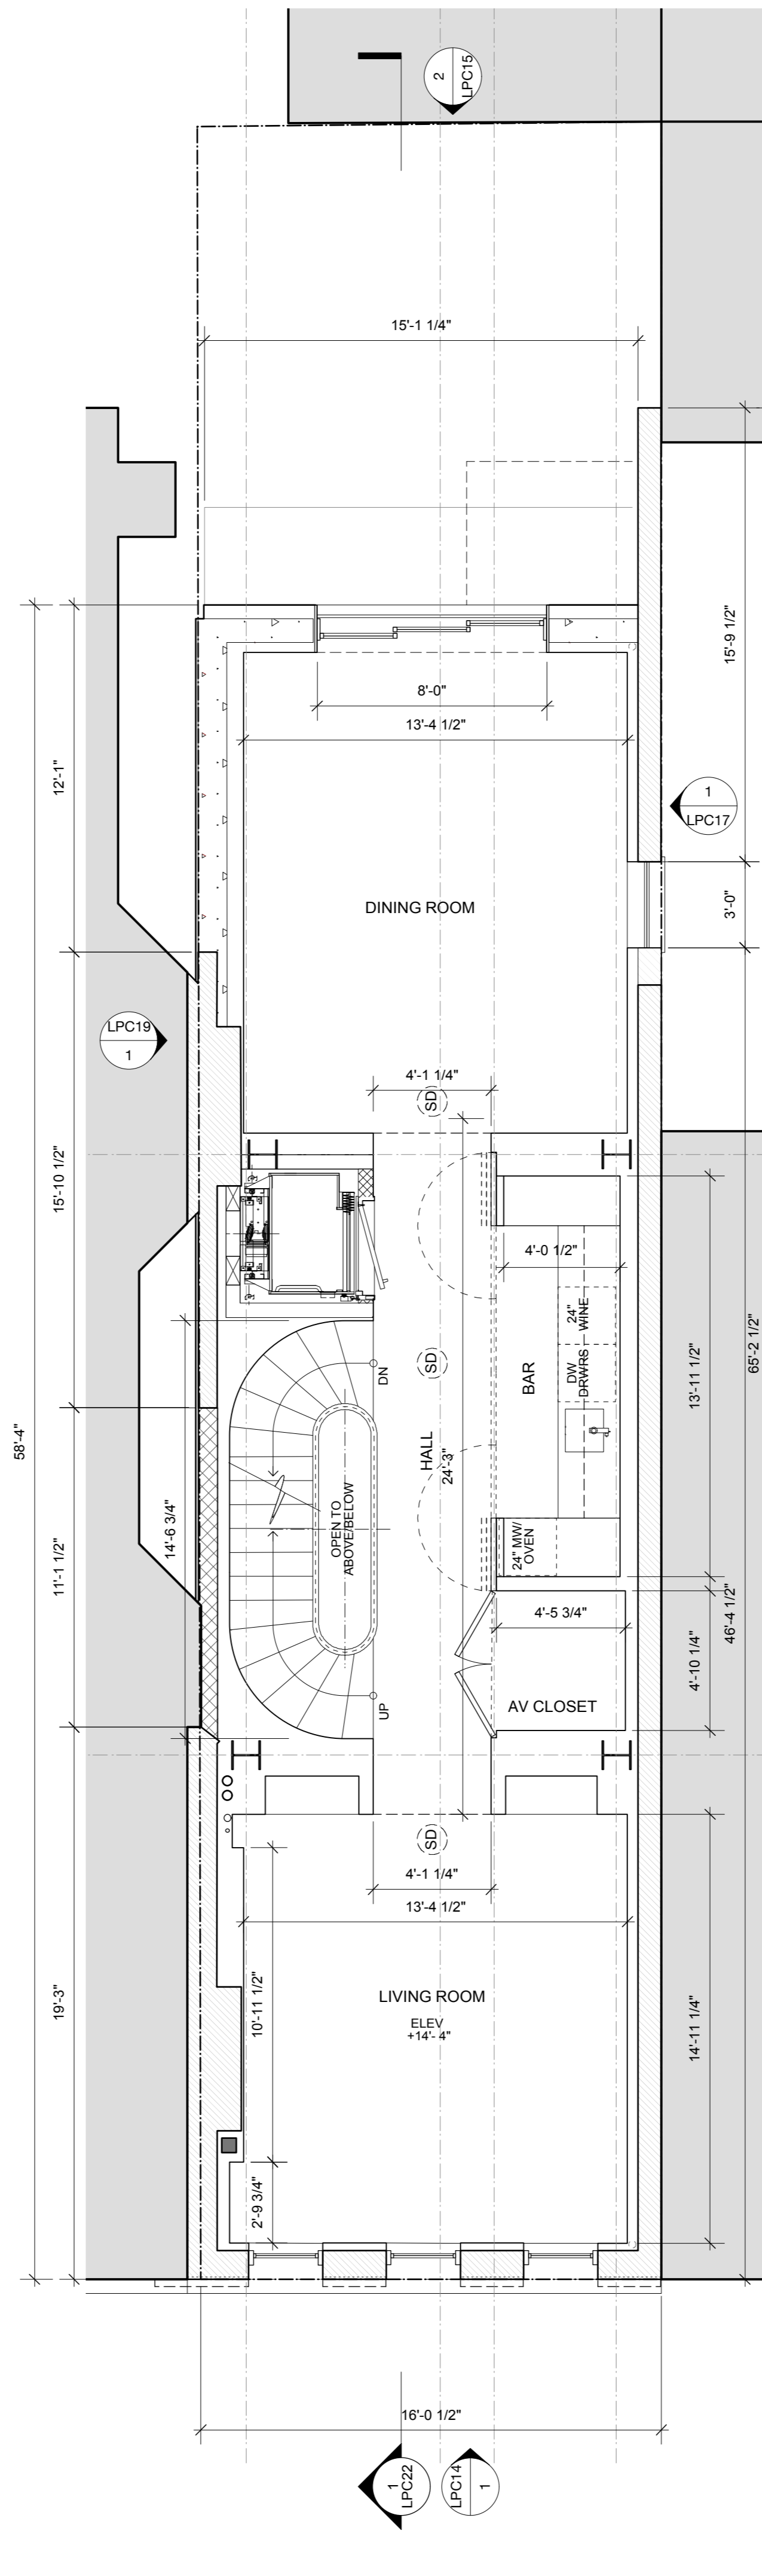 2
LPC15
15'-1 1/4"
15'-9 1/2"
8'-0"
13'-4 1/2"
12'-1"
1
LPC17
DINING ROOM
3'-0"
LPC19
1
4'-1 1/4"
SD
15'-10 1/2"
4'-0 1/2"
24"
WINE
DW
DRWRS
BAR
SD
DN
13'-11 1/2"
65'-2 1/2"
58'-4"
HALL
24'-3"
14'-6 3/4"
OPEN TO
ABOVE/BELOW
24" MW/
OVEN
11'-1 1/2"
4'-5 3/4"
46'-4 1/2"
4'-10 1/4"
UP
AV CLOSET
SD
4'-1 1/4"
13'-4 1/2"
LIVING ROOM
ELEV
+14'- 4"
10'-11 1/2"
19'-3"
14'-11 1/4"
2'-9 3/4"
16'-0 1/2"
1
LPC22
LPC14
1